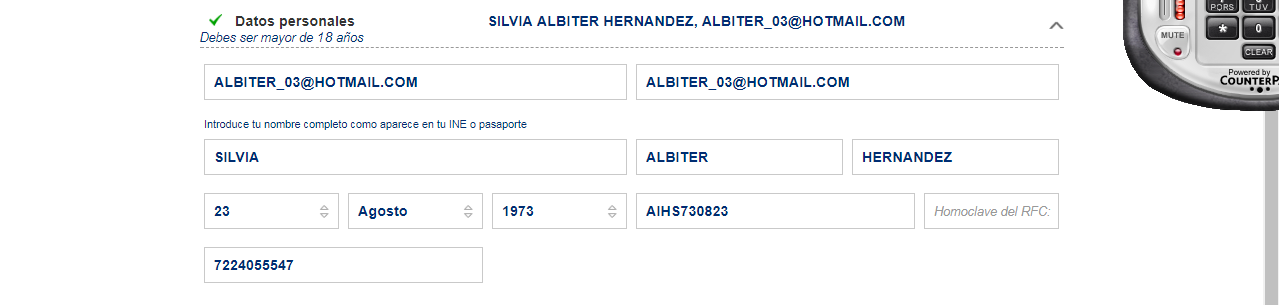 Datos personales SILVIA ALBITER HERNANDEZ, ALBITER_03@HOTMAIL.COM
Debes ser mayor de 18 años
ALBITER_03@HOTMAIL.COM ALBITER_03@HOTMAIL.COM
Introduce tu nombre completo como aparece en tu INE o pasaporte
SILVIA ALBITER HERNANDEZ
23 Agosto 1973 AIHS730823 Homoclave del RFC:
7224055547
PQRS TUV
MUTE * 0
CLEAR
Powered by